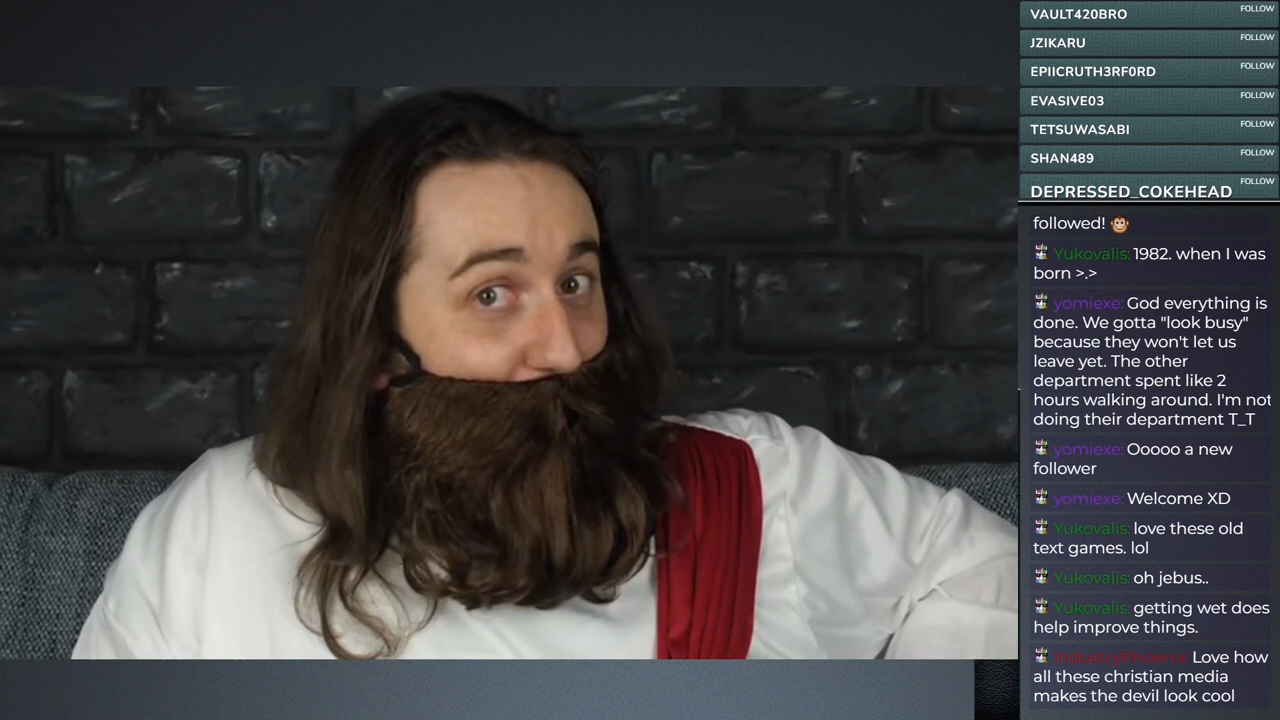 VAULT420BRO FOLLOW
JZIKARU FOLLOW
EPIICRUTH3RF0RD FOLLOW
EVASIVE03 FOLLOW
TETSUWASABI FOLLOW
SHAN489 FOLLOW
DEPRESSED_COKEHEAD FOLLOW
followed! 🐵
Yukovalis: 1982. when I was
born >.>
yomiexe: God everything is
done. We gotta "look busy"
because they won't let us
leave yet. The other
department spent like 2
hours walking around. I'm not
doing their department T_T
yomiexe: Ooooo a new
follower
yomiexe: Welcome XD
Yukovalis: love these old
text games. lol
Yukovalis: oh jebus..
Yukovalis: getting wet does
help improve things.
IndustryPhoenix: Love how
all these christian media
makes the devil look cool